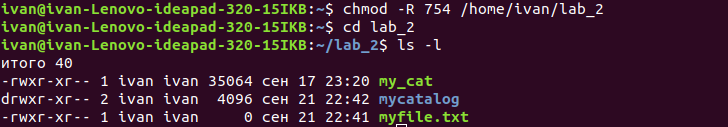 ivan@ivan-Lenovo-ideapad-320-15IKB:~$ chmod -R 754 /home/ivan/lab_2
ivan@ivan-Lenovo-ideapad-320-15IKB:~$ cd lab_2
ivan@ivan-Lenovo-ideapad-320-15IKB:~/lab_2$ ls -l
итого 40
-rwxr-xr-- 1 ivan ivan 35064 сен 17 23:20 my_cat
drwxr-xr-- 2 ivan ivan  4096 сен 21 22:42 mycatalog
-rwxr-xr-- 1 ivan ivan     0 сен 21 22:41 myfile.txt